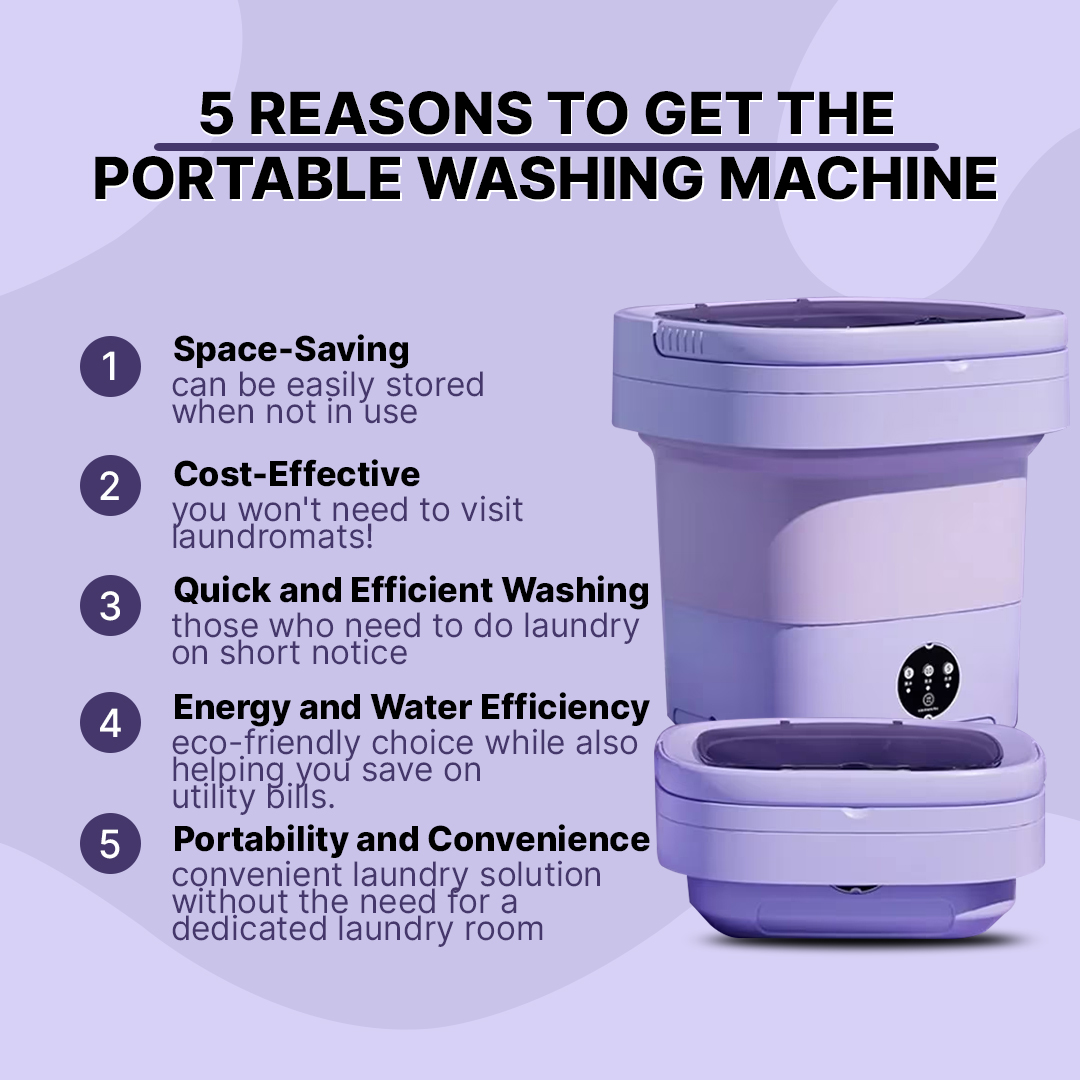 5 REASONS TO GET THE
PORTABLE WASHING MACHINE
1
Space-Saving
can be easily stored
when not in use
2
Cost-Effective
you won't need to visit
laundromats!
3
Quick and Efficient Washing
those who need to do laundry
on short notice
4
Energy and Water Efficiency
eco-friendly choice while also
helping you save on
utility bills.
5
Portability and Convenience
convenient laundry solution
without the need for a
dedicated laundry room